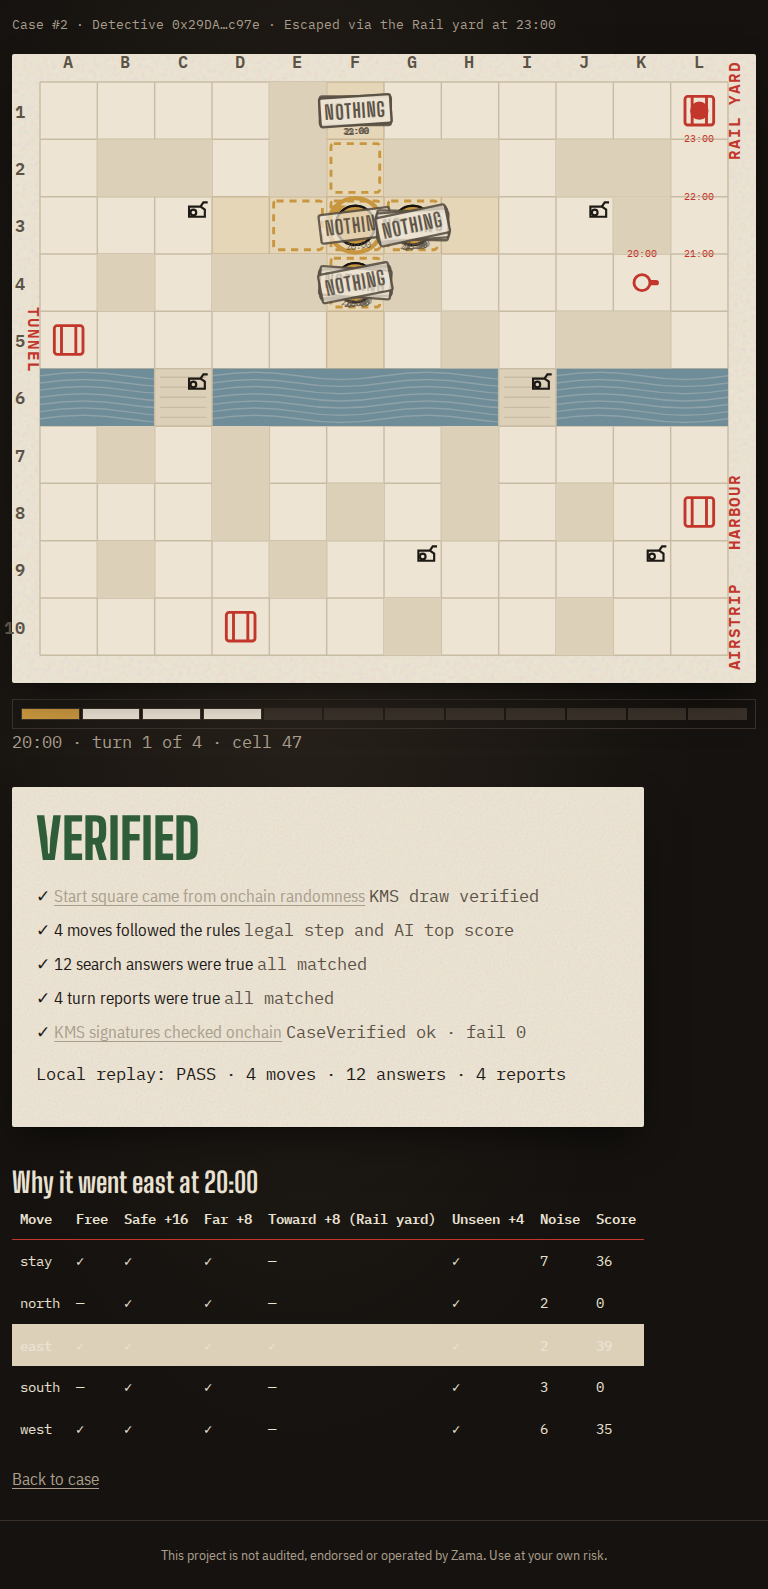 Case #2 · Detective 0x29DA…c97e · Escaped via the Rail yard at 23:00
A B C D E F G H I J K L
RAIL YARD
1
NOTHING
22:00
23:00
2
22:00
3
NOTHING
NOTHING
20:00
21:00
4
NOTHING
TUNNEL
5
6
7
8
HARBOUR
9
10
AIRSTRIP
20:00 · turn 1 of 4 · cell 47
VERIFIED
✓ Start square came from onchain randomness KMS draw verified
✓ 4 moves followed the rules legal step and AI top score
✓ 12 search answers were true all matched
✓ 4 turn reports were true all matched
✓ KMS signatures checked onchain CaseVerified ok · fail 0
Local replay: PASS · 4 moves · 12 answers · 4 reports
Why it went east at 20:00
Move Free Safe +16 Far +8 Toward +8 (Rail yard) Unseen +4 Noise Score
stay ✓ ✓ ✓ — ✓ 7 36
north — ✓ ✓ — ✓ 2 0
east ✓ ✓ ✓ ✓ ✓ 2 39
south — ✓ ✓ — ✓ 3 0
west ✓ ✓ ✓ — ✓ 6 35
Back to case
This project is not audited, endorsed or operated by Zama. Use at your own risk.